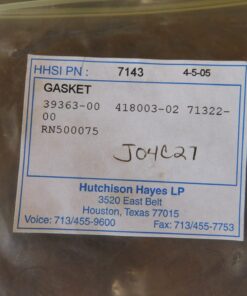 HHSI PN : 7143 4-5-05
GASKET
39363-00 418003-02 71322-
00
RN500075
J04C27
Hutchison Hayes LP
3520 East Belt
Houston, Texas 77015
Voice: 713/455-9600 Fax: 713/455-7753